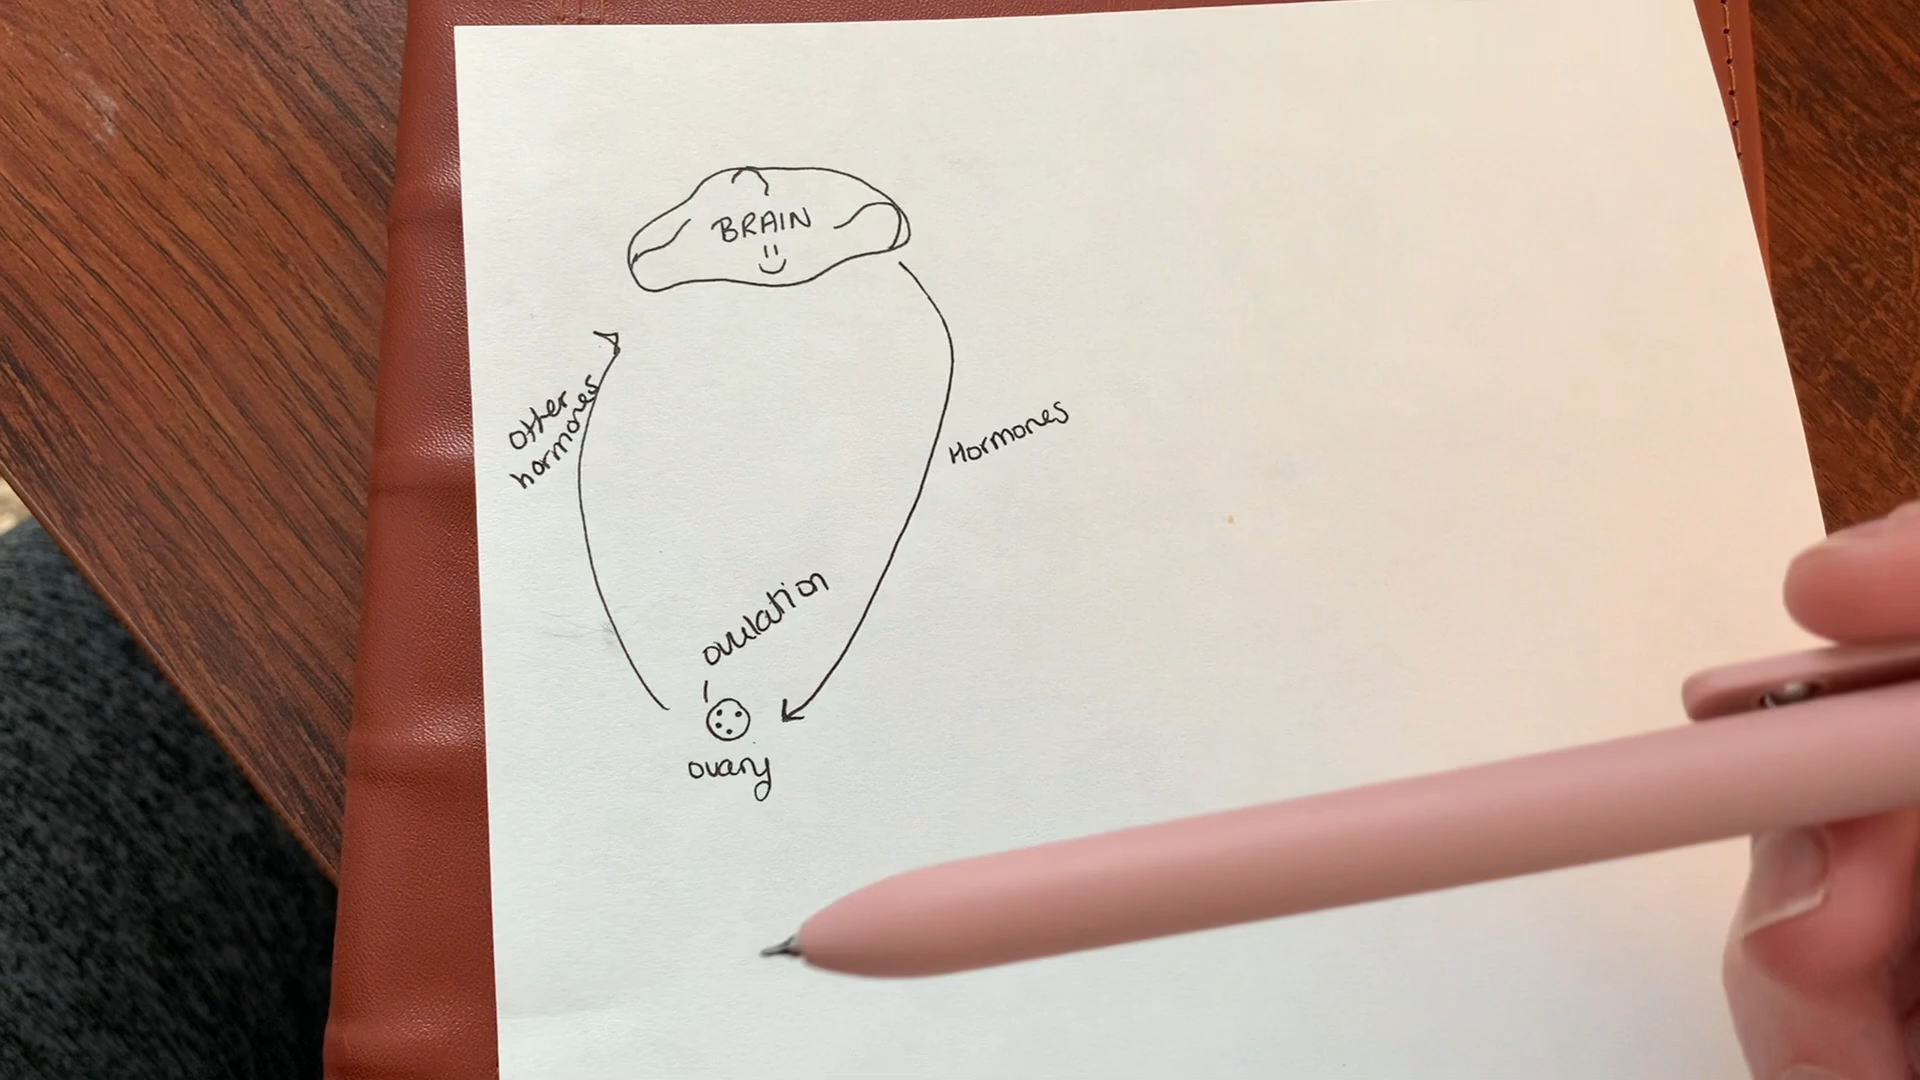 BRAIN
Other
hormones
Hormones
ovulation
ovary